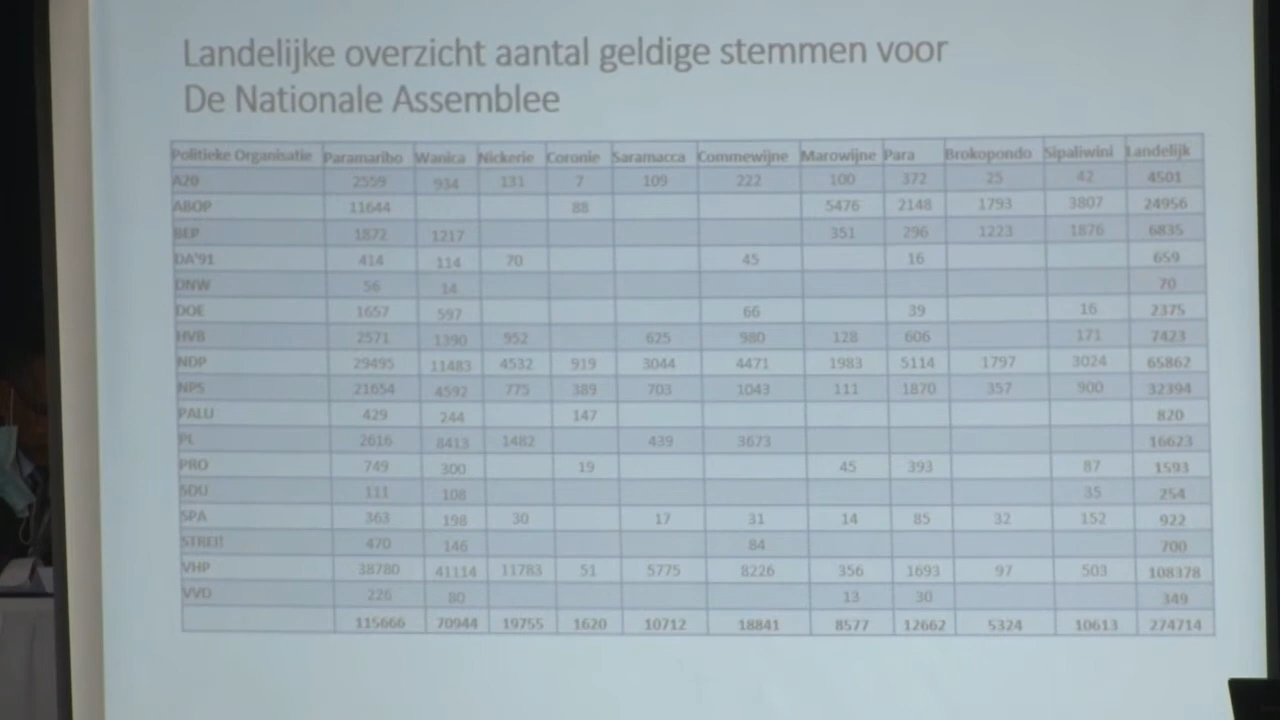 Landelijke overzicht aantal geldige stemmen voor
De Nationale Assemblee
Politieke Organisatie Paramaribo Wanica Nickerie Coronie Saramacca Commewijne Marowijne Para Brokopondo Sipaliwini Landelijk
A20 2559 934 131 7 109 222 100 372 25 42 4501
ABOP 11644 88 5476 2148 1793 3807 24956
BEP 1872 1217 351 296 1223 1876 6835
DA'91 414 114 70 45 16 659
DNW 56 14 70
DOE 1657 597 66 39 16 2375
HVB 2571 1390 952 625 980 128 606 171 7423
NDP 29495 11483 4532 919 3044 4471 1983 5114 1797 3024 65862
NPS 21654 4592 775 389 703 1043 111 1870 357 900 32394
PALU 429 244 147 820
PL 2616 8413 1482 439 3673 16623
PRO 749 300 19 45 393 87 1593
SDU 111 108 35 254
SPA 363 198 30 17 31 14 85 32 152 922
STREI! 470 146 84 700
VHP 38780 41114 11783 51 5775 8226 356 1693 97 503 108378
VVD 226 80 13 30 349
115666 70944 19755 1620 10712 18841 8577 12662 5324 10613 274714